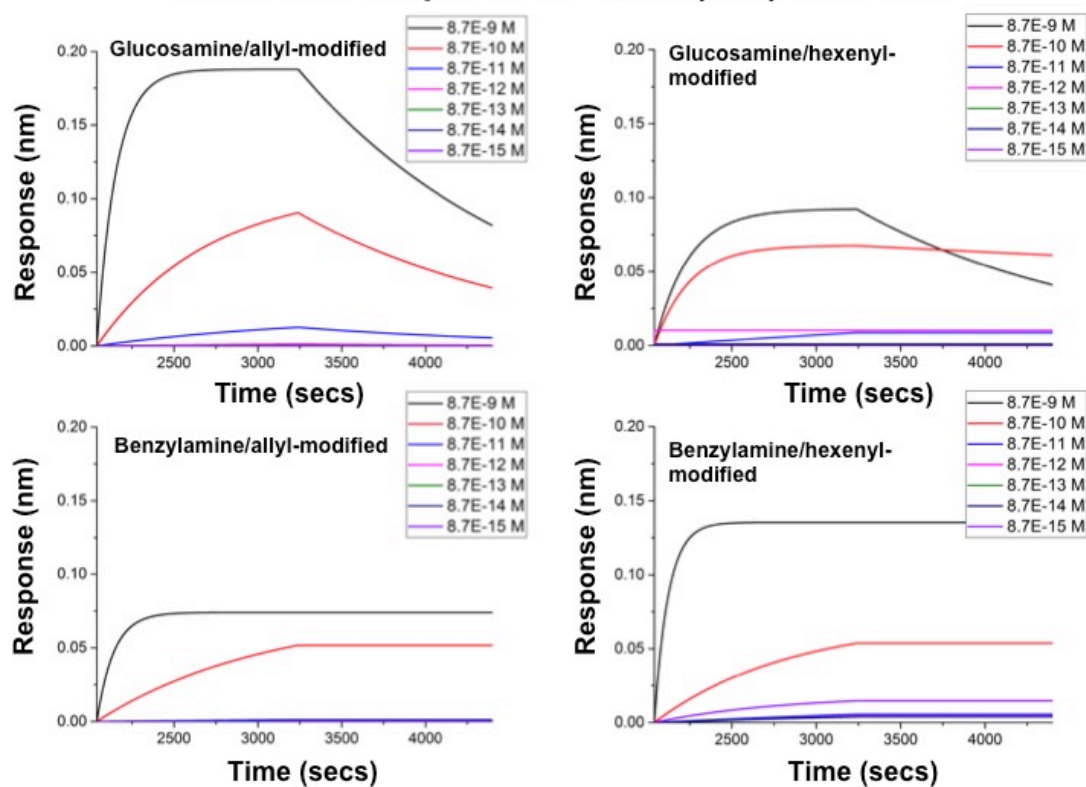 8.7E-9 M
8.7E-10 M
8.7E-11 M
8.7E-12 M
8.7E-13 M
8.7E-14 M
8.7E-15 M
Glucosamine/allyl-modified
Response (nm)
0.20
0.15
0.10
0.05
0.00
2500 3000 3500 4000
Time (secs)
8.7E-9 M
8.7E-10 M
8.7E-11 M
8.7E-12 M
8.7E-13 M
8.7E-14 M
8.7E-15 M
Glucosamine/hexenyl-
modified
Response (nm)
0.20
0.15
0.10
0.05
0.00
2500 3000 3500 4000
Time (secs)
8.7E-9 M
8.7E-10 M
8.7E-11 M
8.7E-12 M
8.7E-13 M
8.7E-14 M
8.7E-15 M
Benzylamine/allyl-modified
Response (nm)
0.20
0.15
0.10
0.05
0.00
2500 3000 3500 4000
Time (secs)
8.7E-9 M
8.7E-10 M
8.7E-11 M
8.7E-12 M
8.7E-13 M
8.7E-14 M
8.7E-15 M
Benzylamine/hexenyl-
modified
Response (nm)
0.20
0.15
0.10
0.05
0.00
2500 3000 3500 4000
Time (secs)